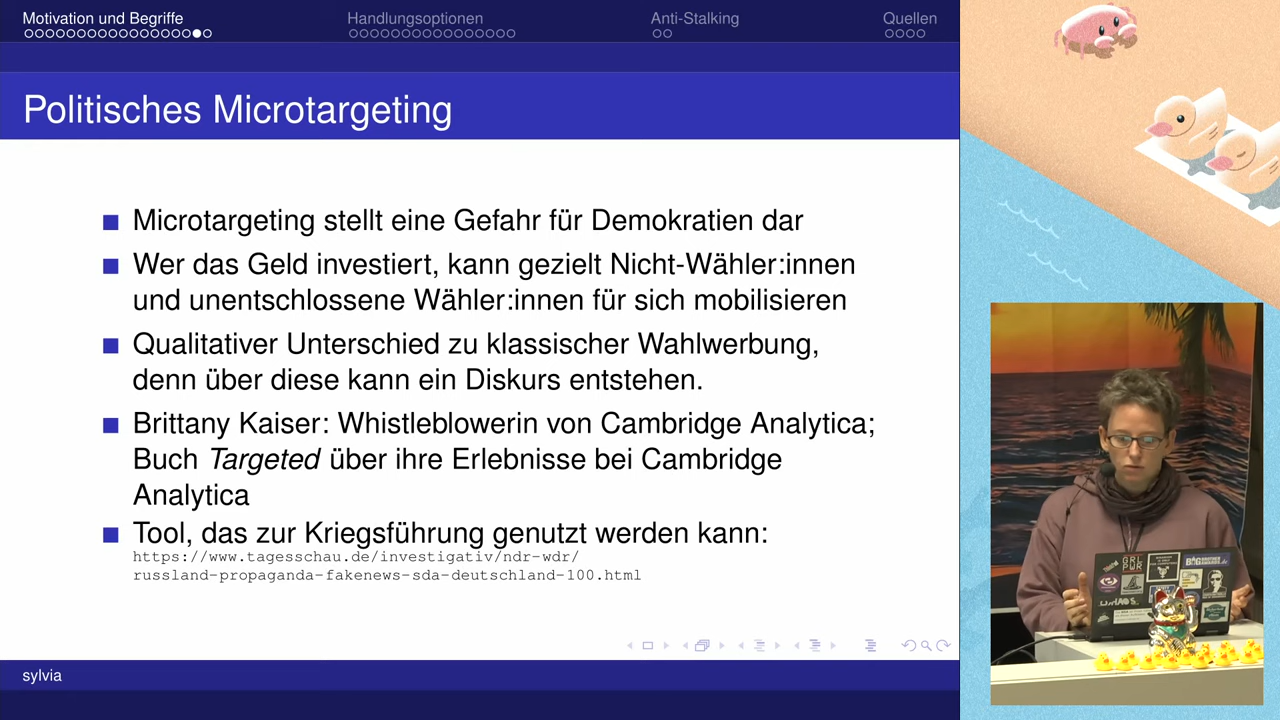 Motivation und Begriffe
Handlungsoptionen
Anti-Stalking
Quellen
Politisches Microtargeting
Microtargeting stellt eine Gefahr für Demokratien dar
Wer das Geld investiert, kann gezielt Nicht-Wähler:innen
und unentschlossene Wähler:innen für sich mobilisieren
Qualitativer Unterschied zu klassischer Wahlwerbung,
denn über diese kann ein Diskurs entstehen.
Brittany Kaiser: Whistleblowerin von Cambridge Analytica;
Buch Targeted über ihre Erlebnisse bei Cambridge
Analytica
Tool, das zur Kriegsführung genutzt werden kann:
https://www.tagesschau.de/investigativ/ndr-wdr/
russland-propaganda-fakenews-sda-deutschland-100.html
sylvia
GRL
PWR